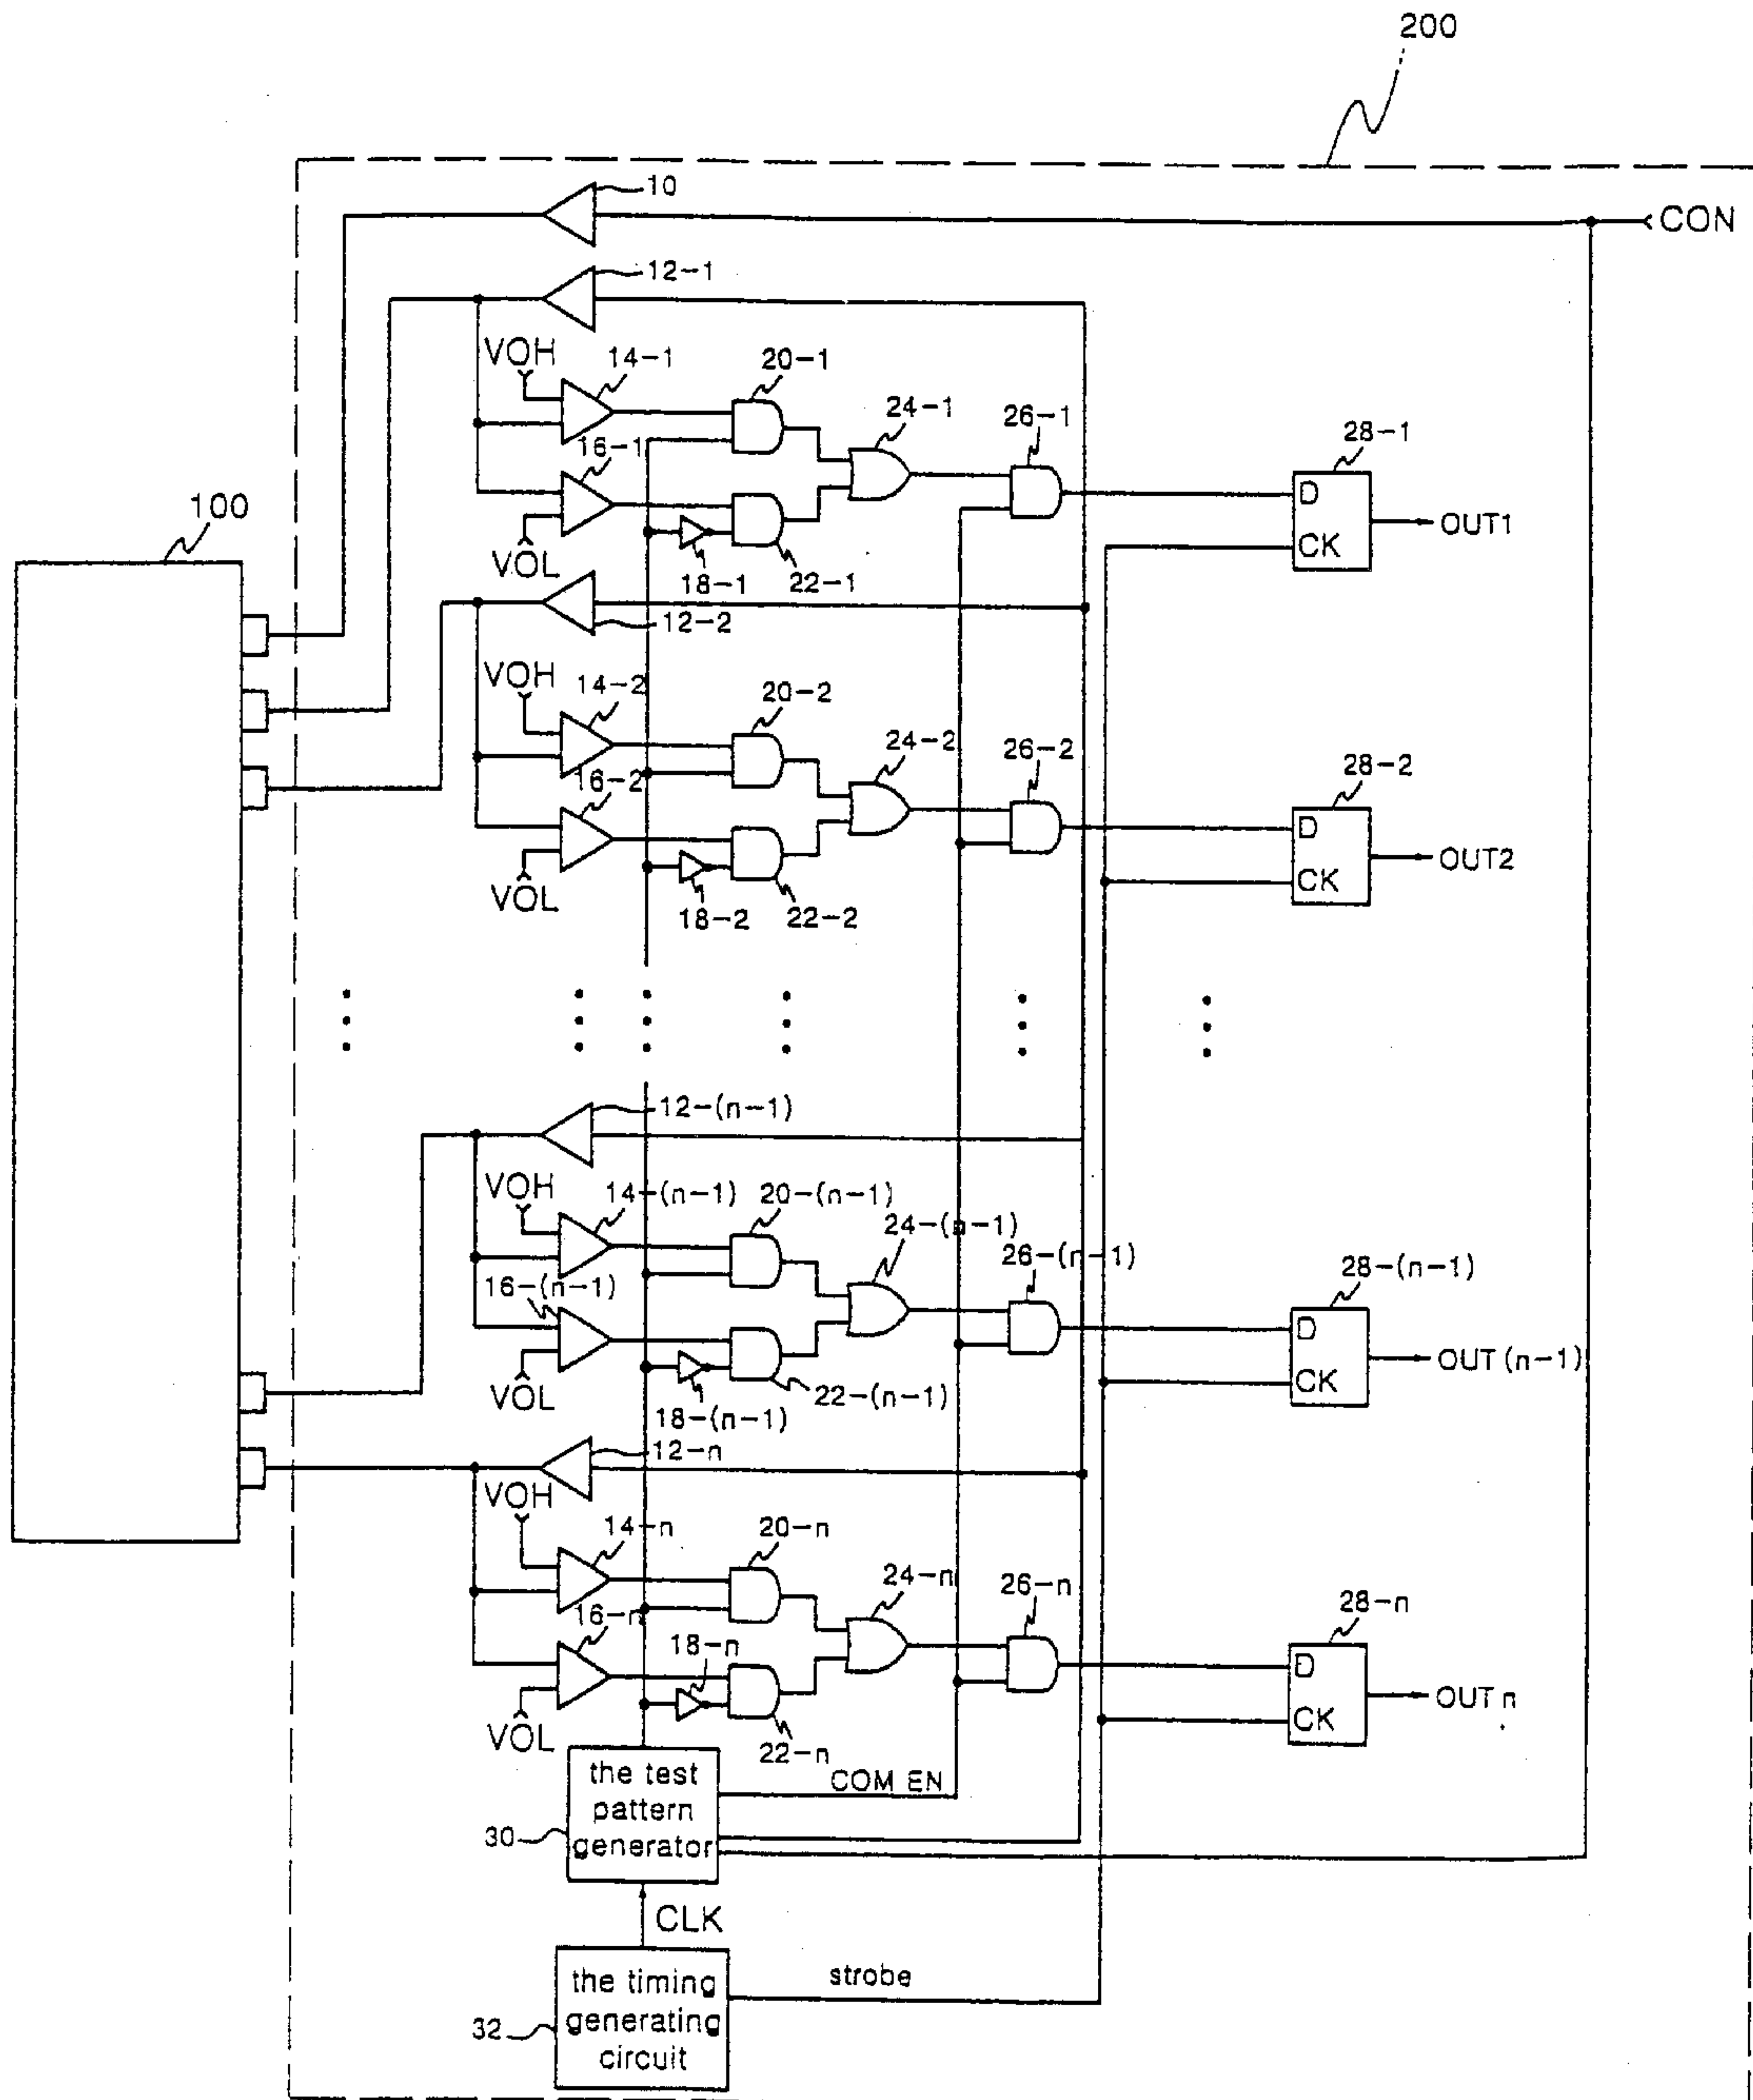 200
10
CON
12-1
VOH
14-1
20-1
24-1
26-1
28-1
16-1
D
100
OUT1
CK
VOL
18-1
22-1
12-2
VOH
14-2
20-2
24-2
26-2
28-2
16-2
D
OUT2
CK
VOL
18-2
22-2
12-(n-1)
VOH
14-(n-1)
20-(n-1)
24-(n-1)
26-(n-1)
28-(n-1)
16-(n-1)
D
OUT(n-1)
CK
VOL
18-(n-1)
22-(n-1)
12-n
VOH
14-n
20-n
24-n
26-n
28-n
16-n
18-n
D
OUTn
CK
VOL
22-n
the test
pattern
generator
30
COM EN
CLK
the timing
generating
circuit
32
strobe